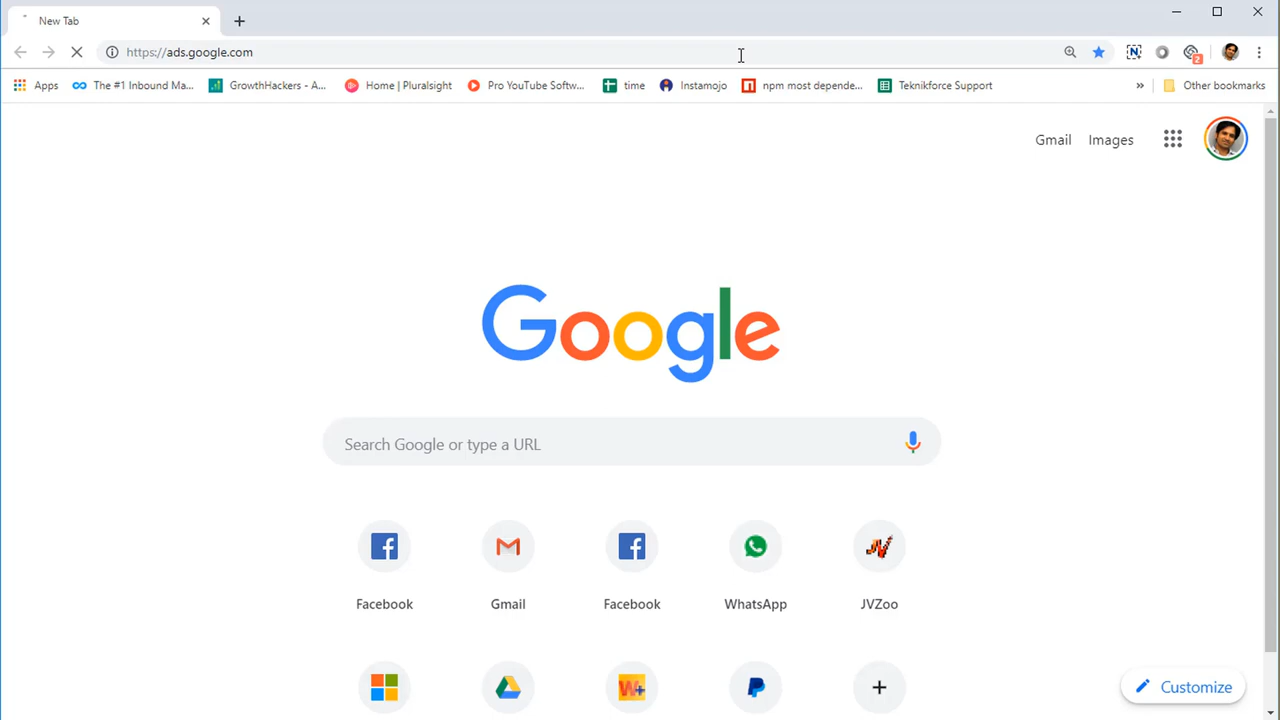 New Tab
https://ads.google.com
Apps
The #1 Inbound Ma...
GrowthHackers - A...
Home | Pluralsight
Pro YouTube Softw...
time
Instamojo
npm most depende...
Teknikforce Support
»
Other bookmarks
2
Gmail
Images
Google
Search Google or type a URL
Facebook
Gmail
Facebook
WhatsApp
JVZoo
Customize